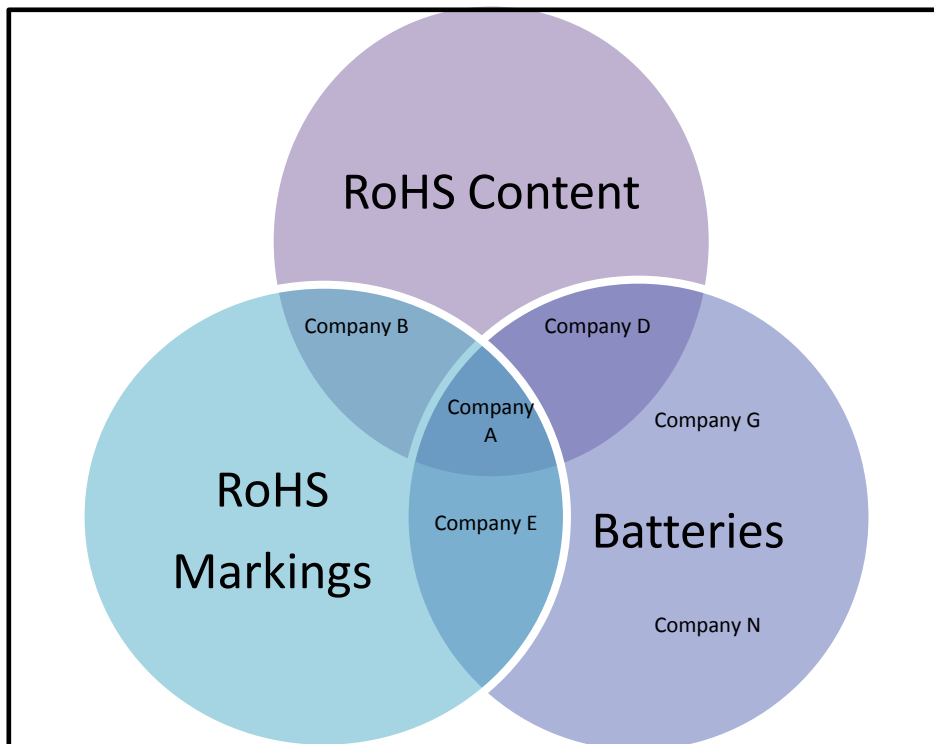 RoHS Content
Company B
Company D
Company
A
Company G
RoHS
Markings
Company E
Batteries
Company N